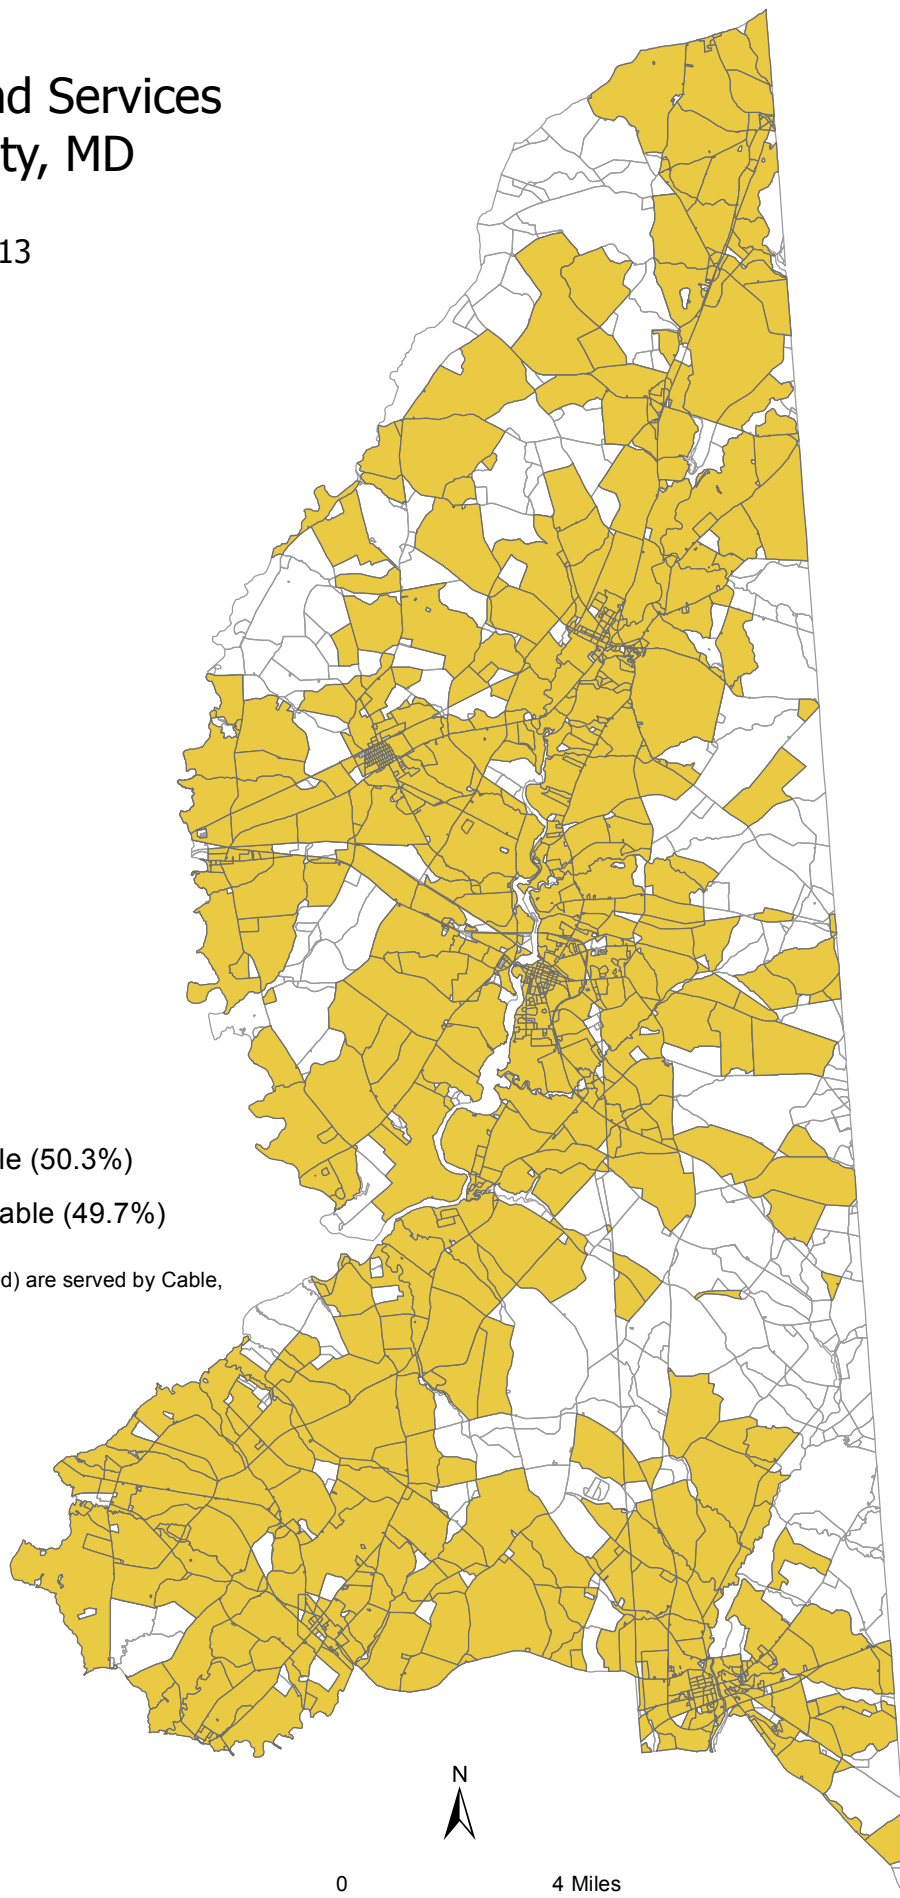 nd Services
ty, MD
13
le (50.3%)
able (49.7%)
d) are served by Cable,
N
0 4 Miles